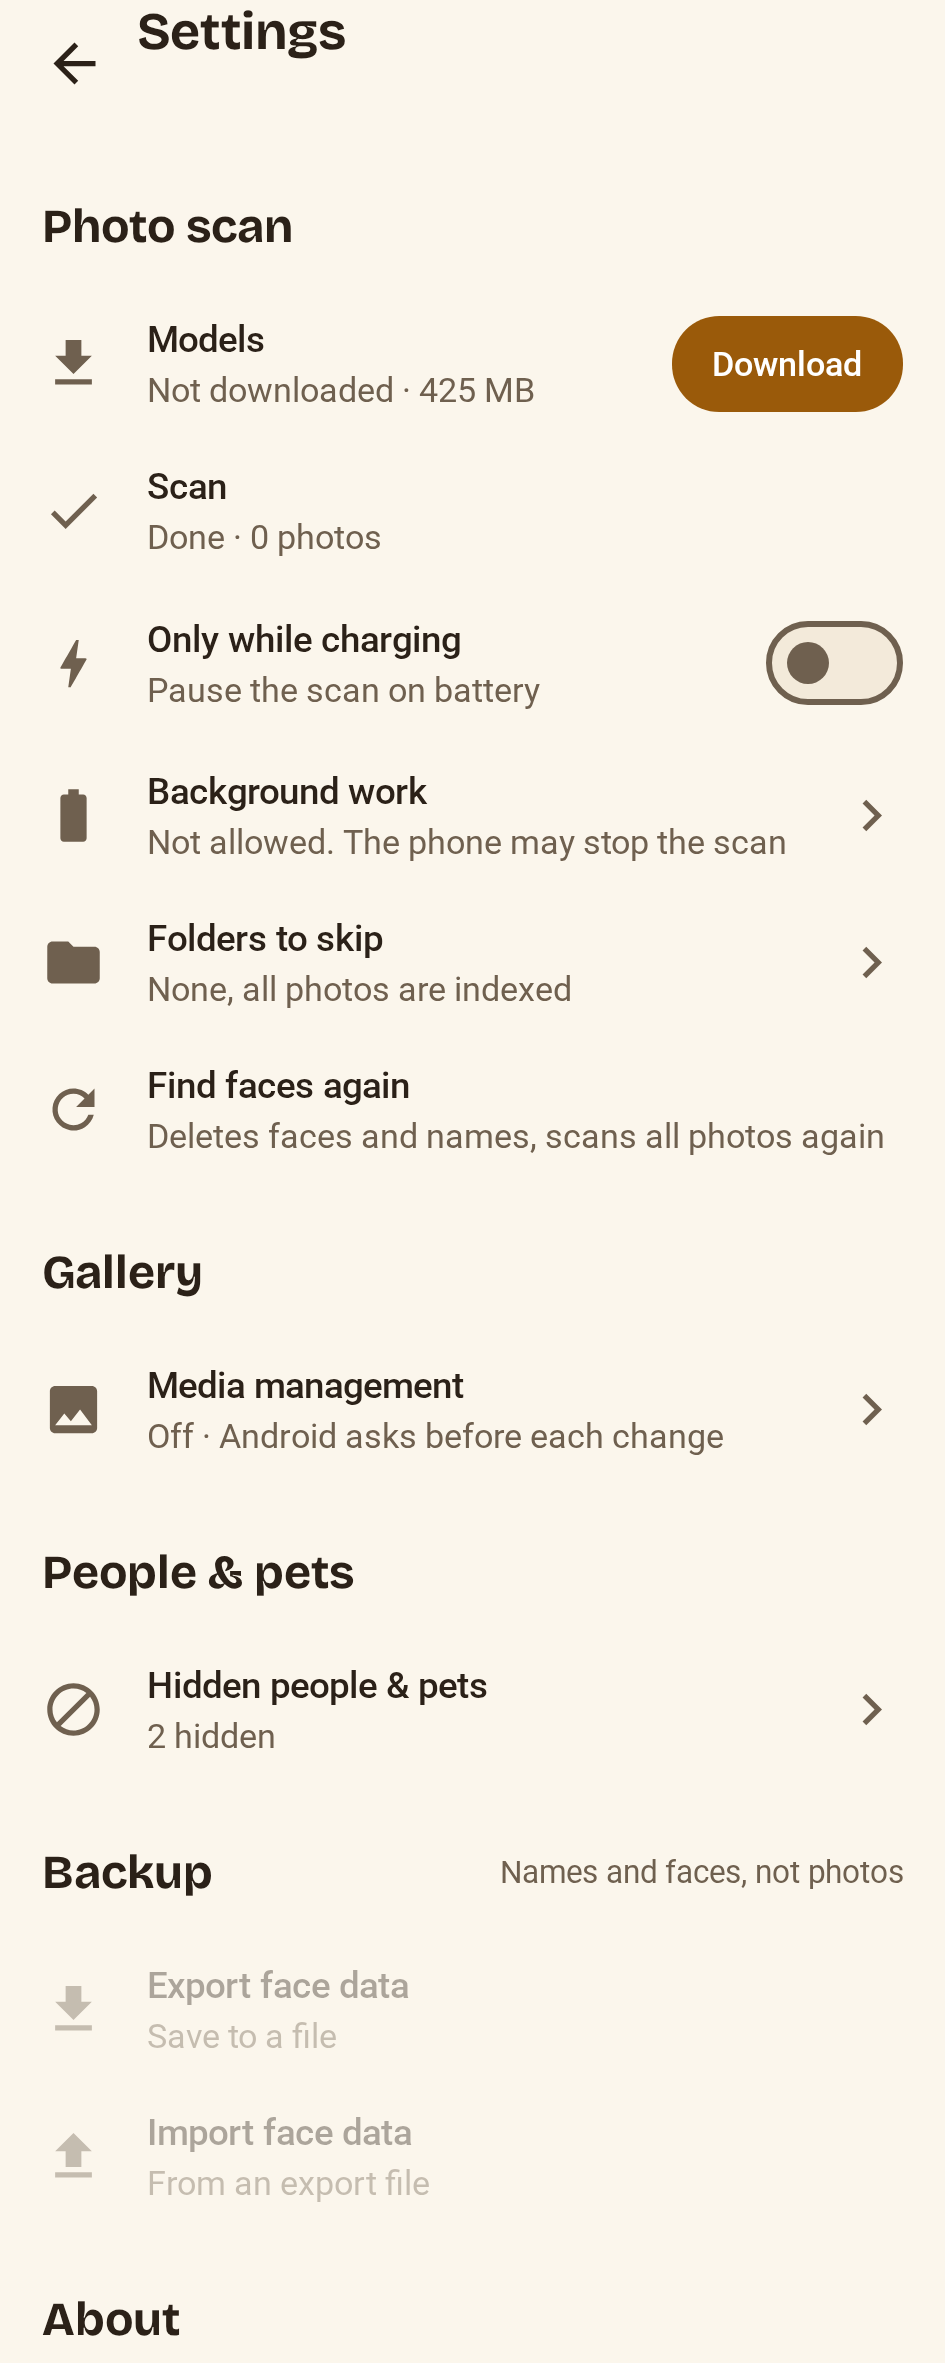 Settings
Photo scan
Models
Not downloaded · 425 MB
Download
Scan
Done · 0 photos
Only while charging
Pause the scan on battery
Background work
Not allowed. The phone may stop the scan
Folders to skip
None, all photos are indexed
Find faces again
Deletes faces and names, scans all photos again
Gallery
Media management
Off · Android asks before each change
People & pets
Hidden people & pets
2 hidden
Backup
Names and faces, not photos
Export face data
Save to a file
Import face data
From an export file
About